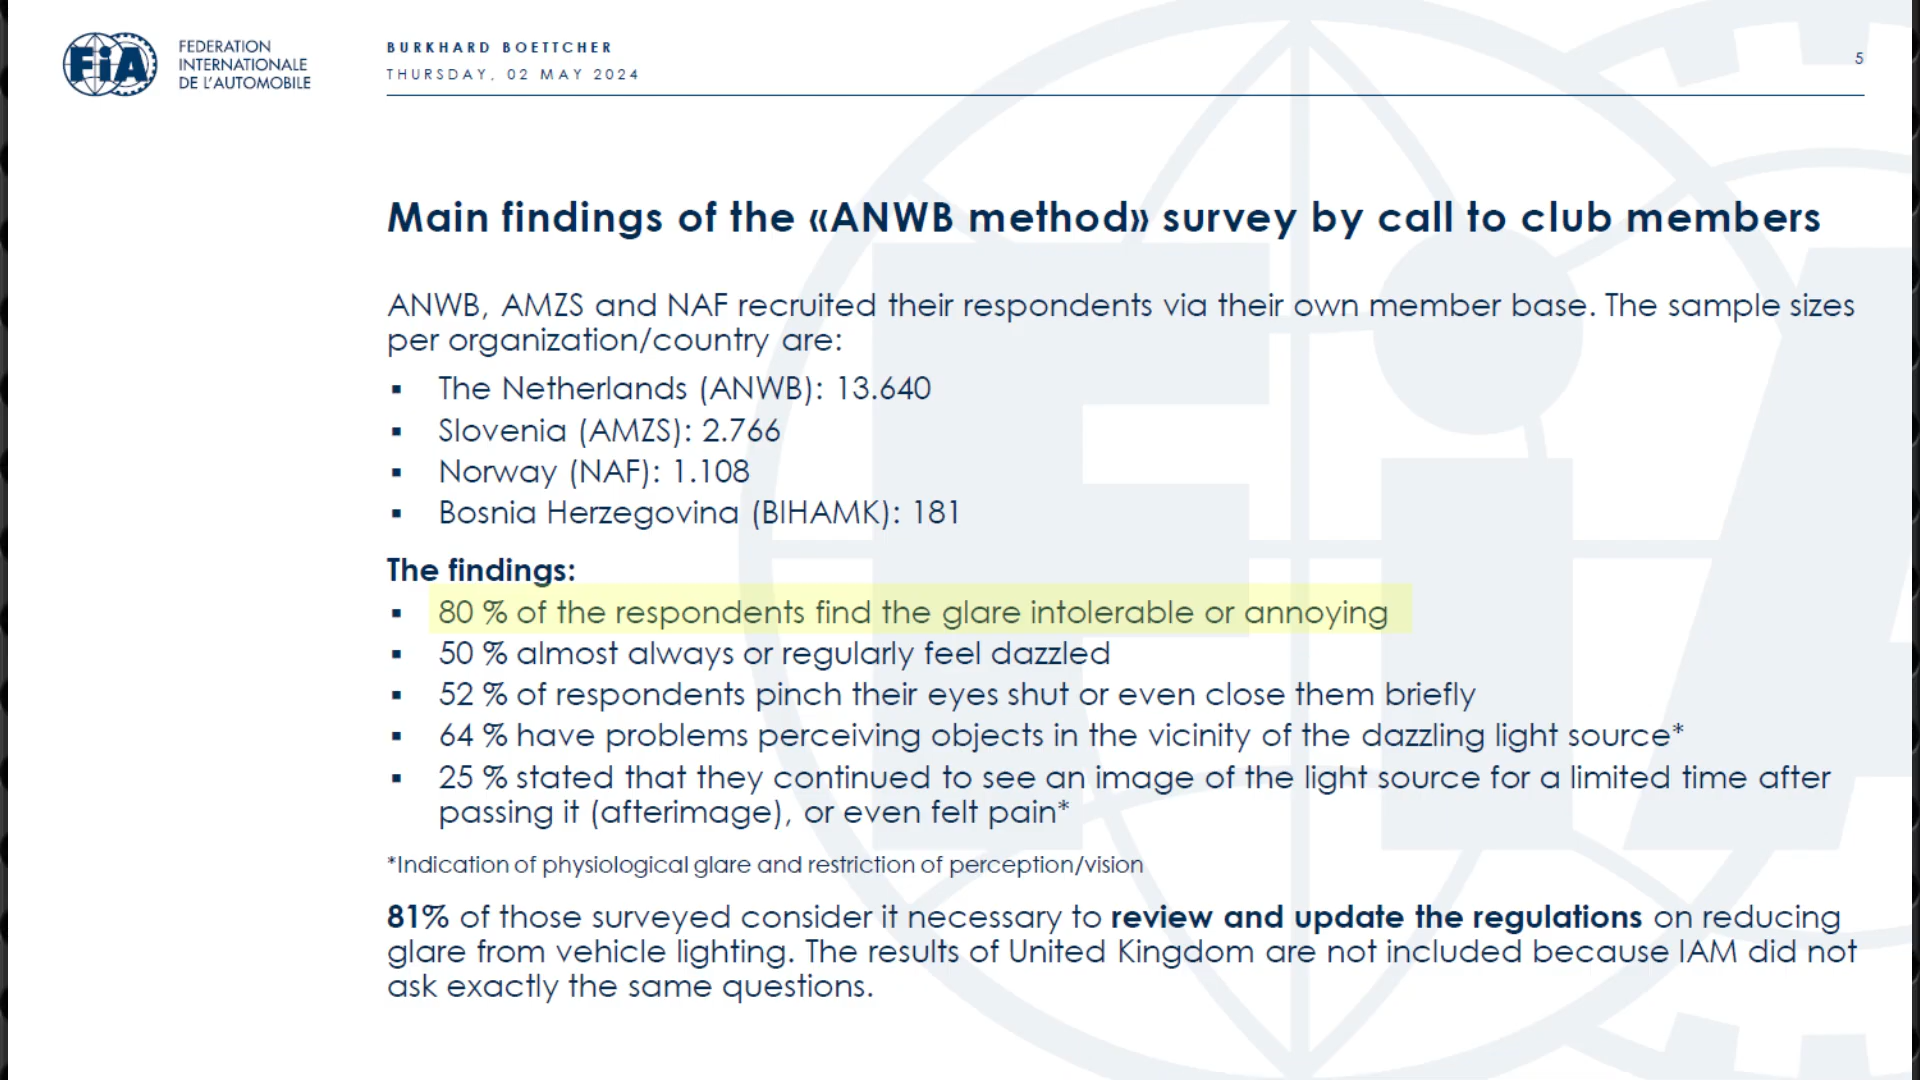 FiA
FEDERATION
INTERNATIONALE
DE L'AUTOMOBILE
BURKHARD BOETTCHER
THURSDAY, 02 MAY 2024
5
Main findings of the «ANWB method» survey by call to club members
ANWB, AMZS and NAF recruited their respondents via their own member base. The sample sizes
per organization/country are:
▪ The Netherlands (ANWB): 13.640
▪ Slovenia (AMZS): 2.766
▪ Norway (NAF): 1.108
▪ Bosnia Herzegovina (BIHAMK): 181
The findings:
▪ 80 % of the respondents find the glare intolerable or annoying
▪ 50 % almost always or regularly feel dazzled
▪ 52 % of respondents pinch their eyes shut or even close them briefly
▪ 64 % have problems perceiving objects in the vicinity of the dazzling light source*
▪ 25 % stated that they continued to see an image of the light source for a limited time after
passing it (afterimage), or even felt pain*
*Indication of physiological glare and restriction of perception/vision
81% of those surveyed consider it necessary to review and update the regulations on reducing
glare from vehicle lighting. The results of United Kingdom are not included because IAM did not
ask exactly the same questions.